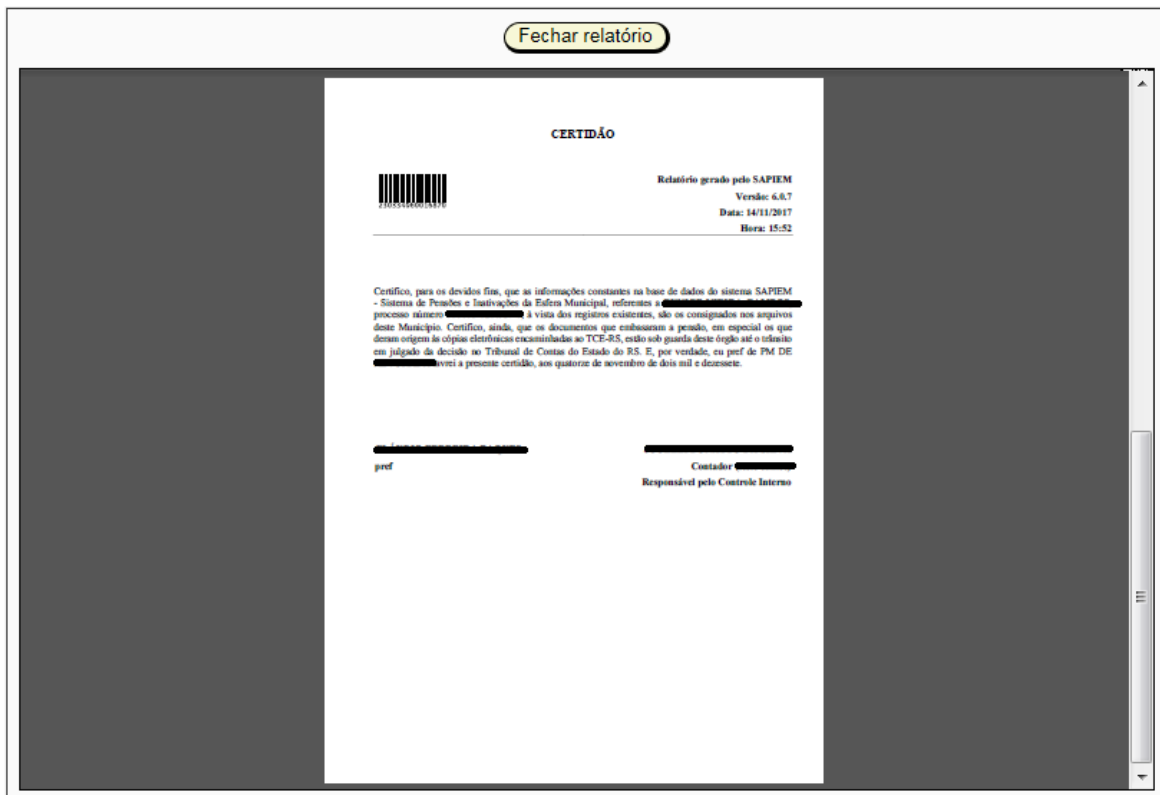 Fechar relatório
CERTIDÃO
Relatório gerado pelo SAPIEM
Versão: 6.0.7
Data: 14/11/2017
Hora: 15:52
Certifico, para os devidos fins, que as informações constantes na base de dados do sistema SAPIEM
- Sistema de Pensões e Inativações da Esfera Municipal, referentes a
processo número à vista dos registros existentes, são os consignados nos arquivos
deste Município. Certifico, ainda, que os documentos que embasaram a pensão, em especial os que
deram origem às cópias eletrônicas encaminhadas ao TCE-RS, estão sob guarda deste órgão até o trânsito
em julgado da decisão no Tribunal de Contas do Estado do RS. E, por verdade, eu pref de PM DE
avrei a presente certidão, aos quatorze de novembro de dois mil e dezessete.
pref
Contador
Responsável pelo Controle Interno